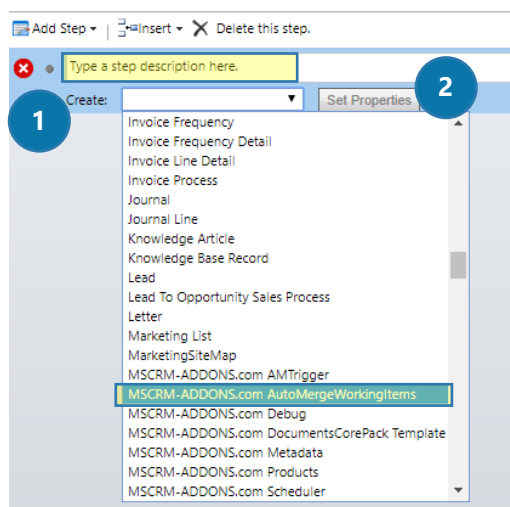 Add Step | Insert Delete this step.
Type a step description here.
2
Create: Set Properties
1
Invoice Frequency
Invoice Frequency Detail
Invoice Line Detail
Invoice Process
Journal
Journal Line
Knowledge Article
Knowledge Base Record
Lead
Lead To Opportunity Sales Process
Letter
Marketing List
MarketingSiteMap
MSCRM-ADDONS.com AMTrigger
MSCRM-ADDONS.com AutoMergeWorkingItems
MSCRM-ADDONS.com Debug
MSCRM-ADDONS.com DocumentsCorePack Template
MSCRM-ADDONS.com Metadata
MSCRM-ADDONS.com Products
MSCRM-ADDONS.com Scheduler